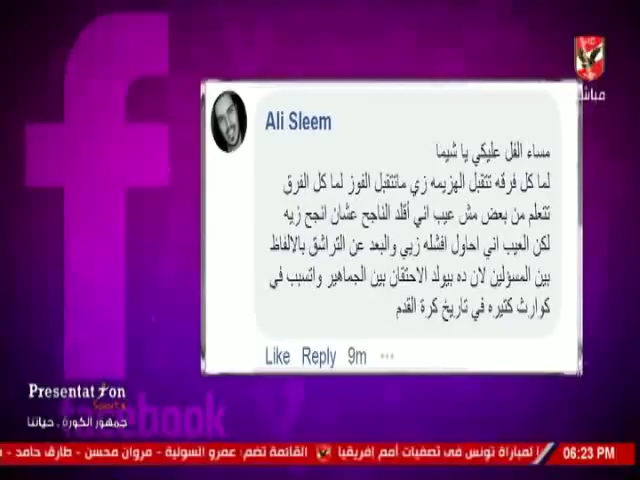 مباشر
Ali Sleem
مساء الفل عليكي يا شيما
لما كل فرقه تتقبل الهزيمه زي ماتتقبل الفوز لما كل الفرق
تتعلم من بعض مش عيب اني أقلد الناجح عشان انجح زيه
لكن العيب اني احاول افشله زيي والبعد عن التراشق بالالفاظ
بين المسؤلين لان ده بيولد الاحتقان بين الجماهير واتسبب في
كوارث كتيره في تاريخ كرة القدم
Like Reply 9m
Presentation
Sports
جمهور الكورة .. حياتنا
facebook
لمباراة تونس فى تصفيات أمم إفريقيا القائمة تضم: عمرو السولية - مروان محسن - طارق حامد -
06:23 PM